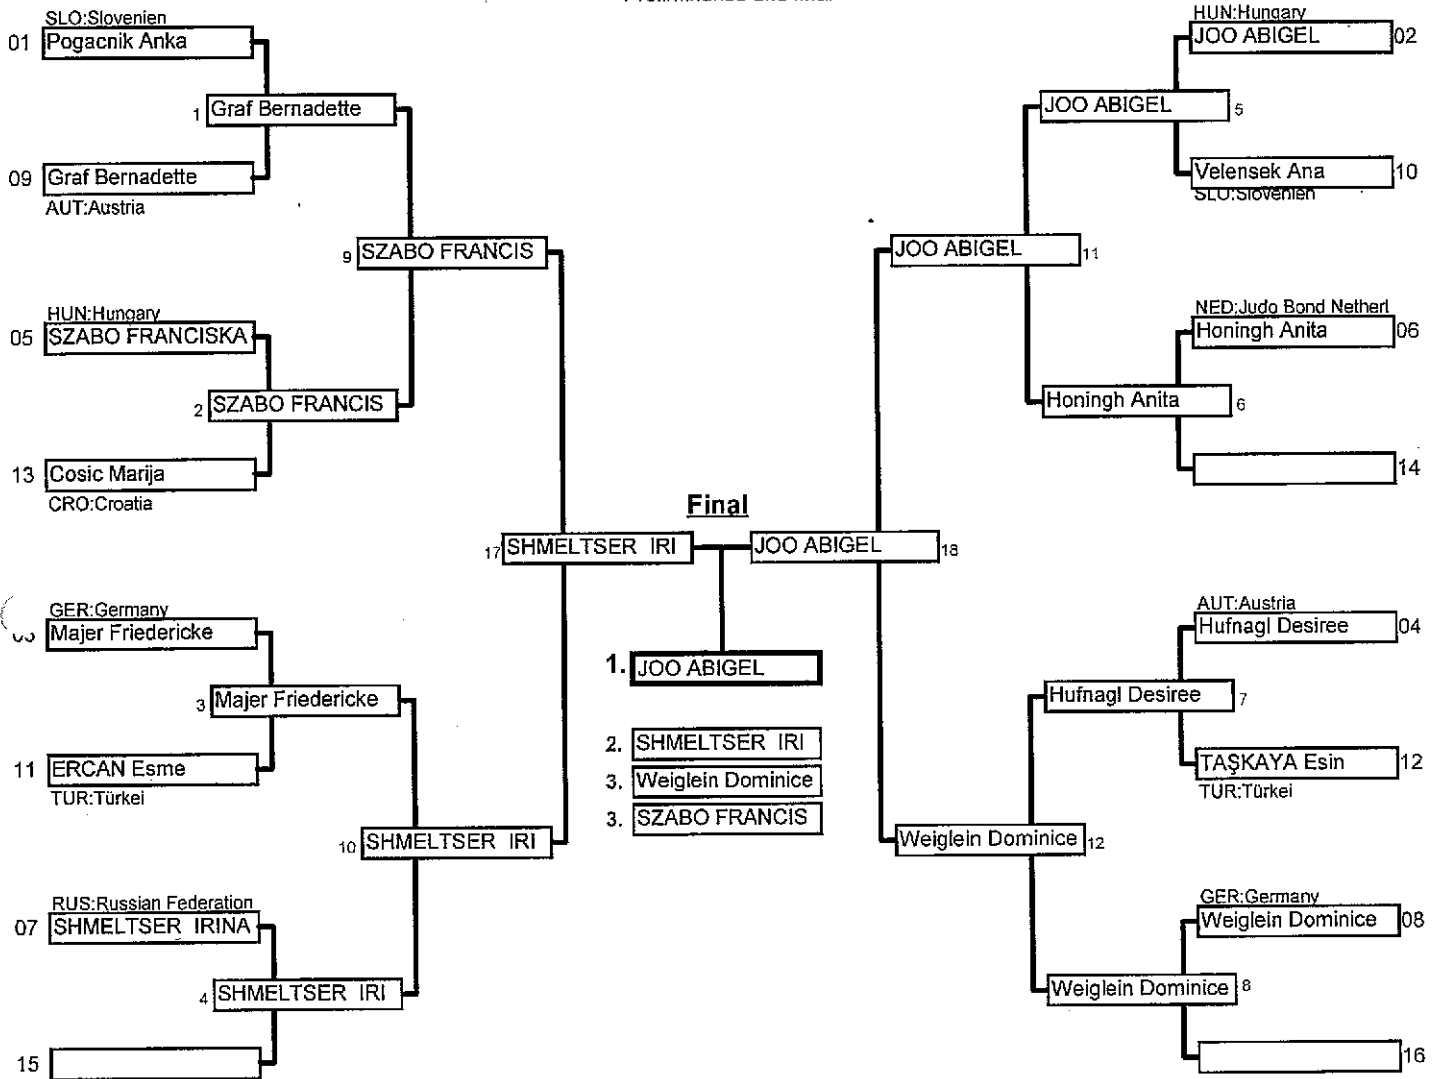 SLO:Slovenien
01 Pogacnik Anka
1 Graf Bernadette
09 Graf Bernadette
AUT:Austria
9 SZABO FRANCIS
HUN:Hungary
05 SZABO FRANCISKA
2 SZABO FRANCIS
13 Cosic Marija
CRO:Croatia
17 SHMELTSER IRI
GER:Germany
Majer Friedericke
3 Majer Friedericke
11 ERCAN Esme
TUR:Türkei
10 SHMELTSER IRI
RUS:Russian Federation
07 SHMELTSER IRINA
4 SHMELTSER IRI
15
Final
1. JOO ABIGEL
2. SHMELTSER IRI
3. Weiglein Dominice
3. SZABO FRANCIS
HUN:Hungary
JOO ABIGEL 02
JOO ABIGEL 5
Velensek Ana 10
SLO:Slovenien
JOO ABIGEL 11
NED:Judo Bond Netherl
Honingh Anita 06
Honingh Anita 6
14
JOO ABIGEL 18
AUT:Austria
Hufnagl Desiree 04
Hufnagl Desiree 7
TAŞKAYA Esin 12
TUR:Türkei
Weiglein Dominice 12
GER:Germany
Weiglein Dominice 08
Weiglein Dominice 8
16